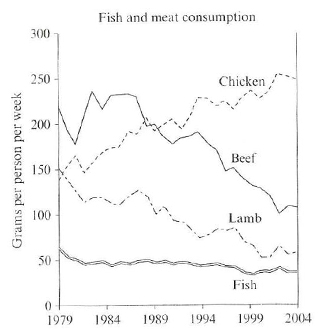 Fish and meat consumption
Grams per person per week
300
250
200
150
100
50
0
Chicken
Beef
Lamb
Fish
1979 1984 1989 1994 1999 2004